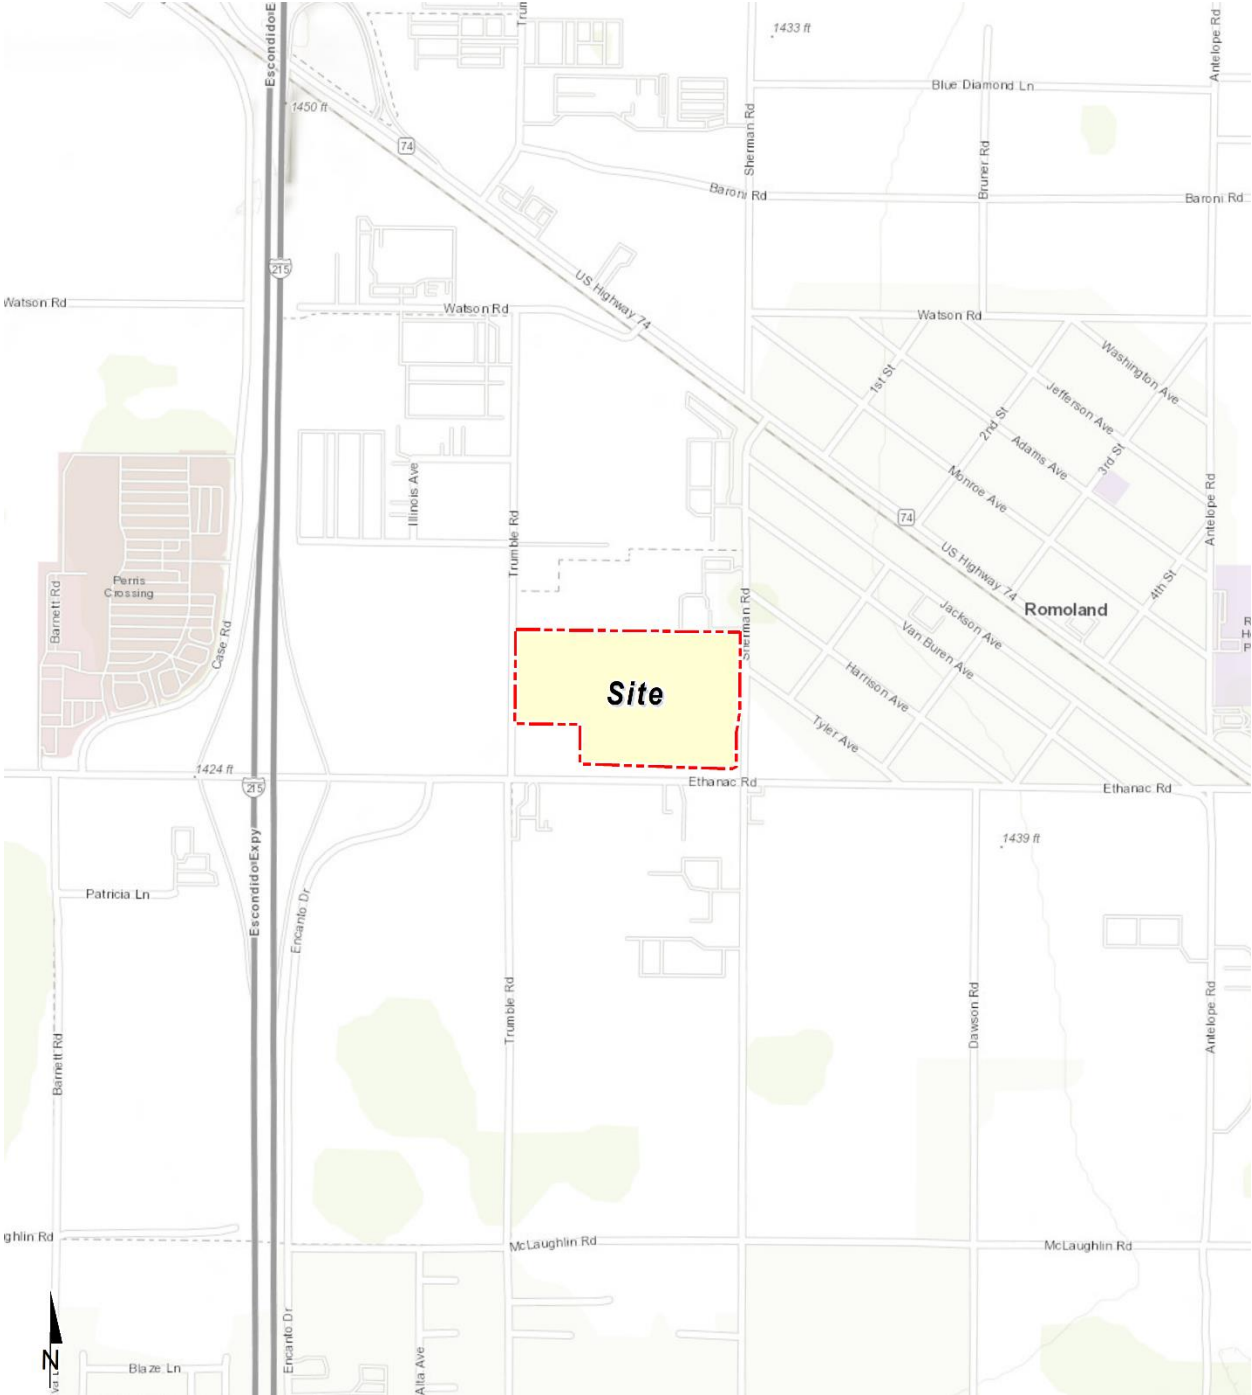 Escondido E
Trum
1433 ft
Antelope Rd
Blue Diamond Ln
1450 ft
74
Sherman Rd
Bruner Rd
Baroni Rd
Baroni Rd
215
US Highway 74
Watson Rd
Watson Rd
Watson Rd
Washington Ave
1st St
Jefferson Ave
2nd St
Adams Ave
3rd St
Monroe Ave
Illinois Ave
Antelope Rd
74
Trumble Rd
US Highway 74
4th St
Perris
Crossing
Barnett Rd
Case Rd
Sherman Rd
Jackson Ave
Romoland
R
H
P
Van Buren Ave
Harrison Ave
Site
Tyler Ave
1424 ft
215
Ethanac Rd
Ethanac Rd
1439 ft
Escondido Expy
Patricia Ln
Encanto Dr
Trumble Rd
Dawson Rd
Antelope Rd
Barnett Rd
ghlin Rd
McLaughlin Rd
McLaughlin Rd
Encanto Dr
N
Blaze Ln
Alta Ave